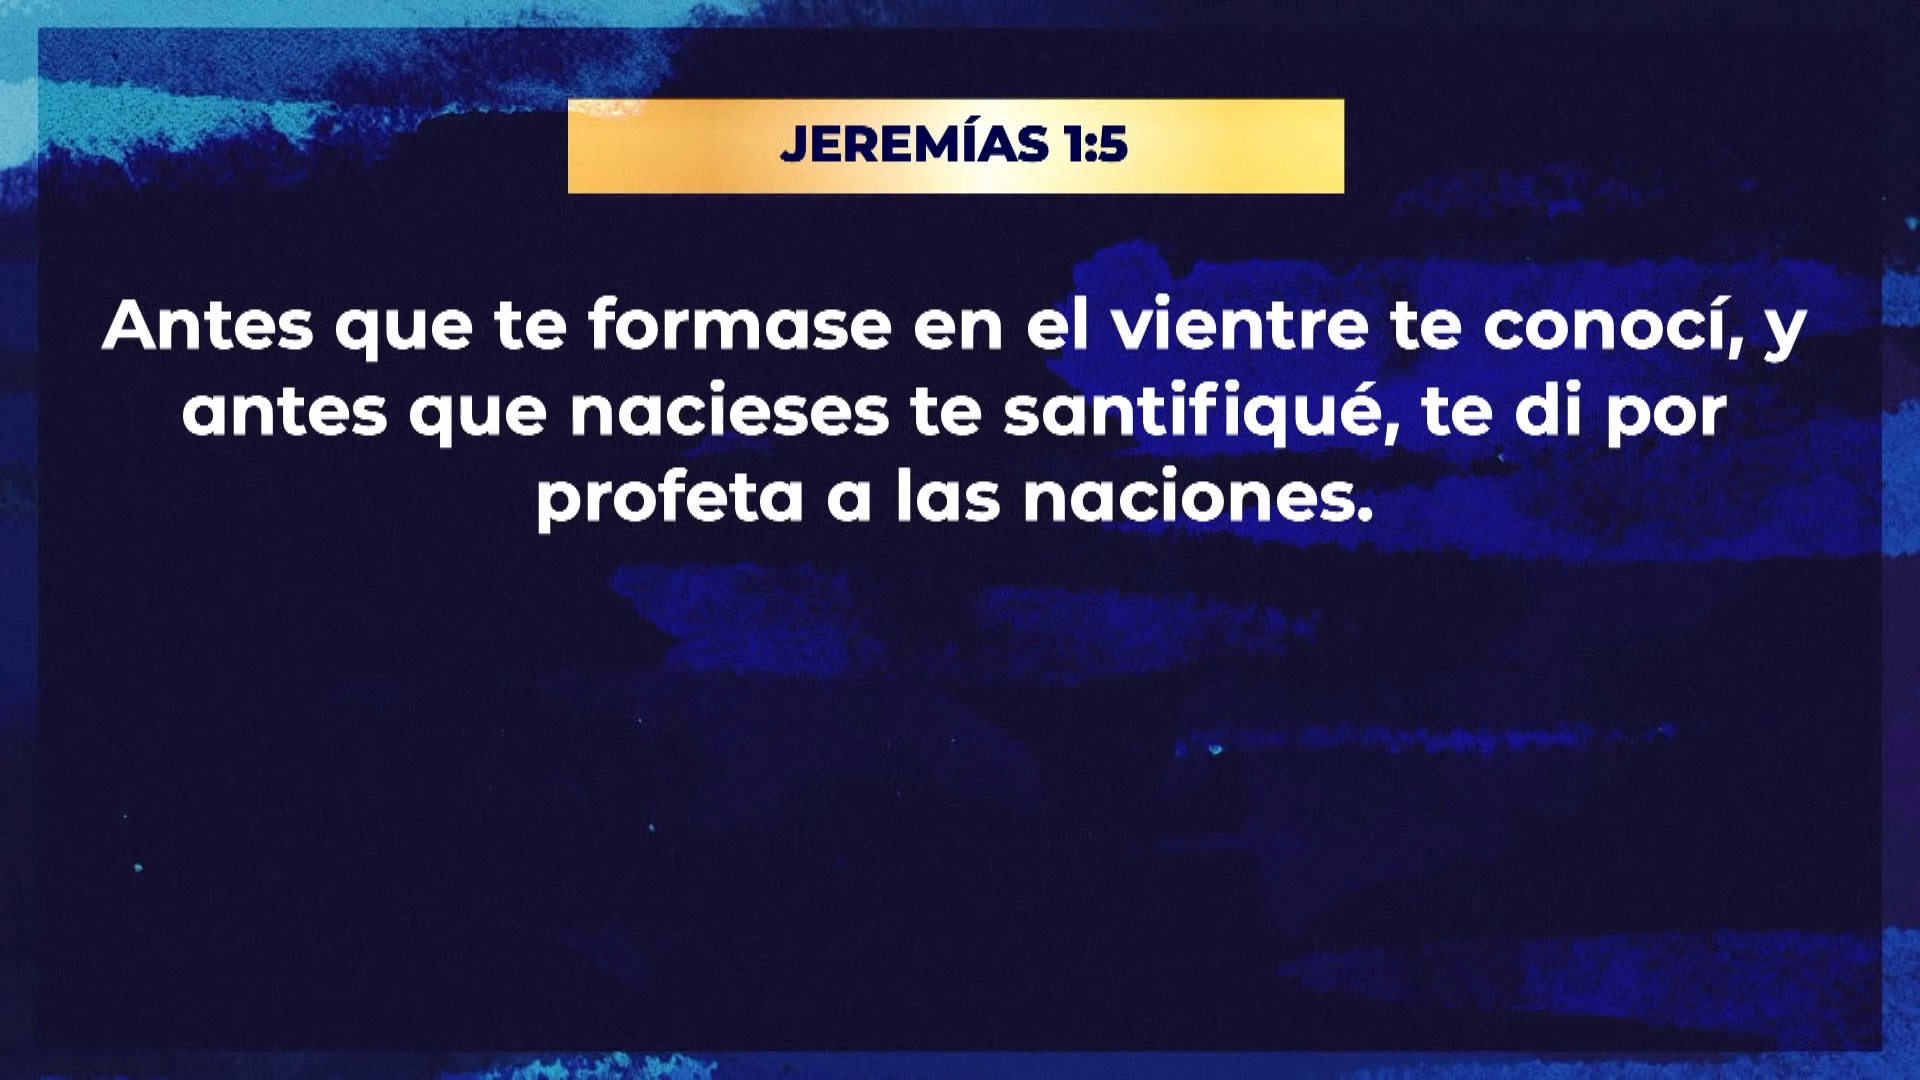 JEREMÍAS 1:5
Antes que te formase en el vientre te conocí, y
antes que nacieses te santifiqué, te di por
profeta a las naciones.